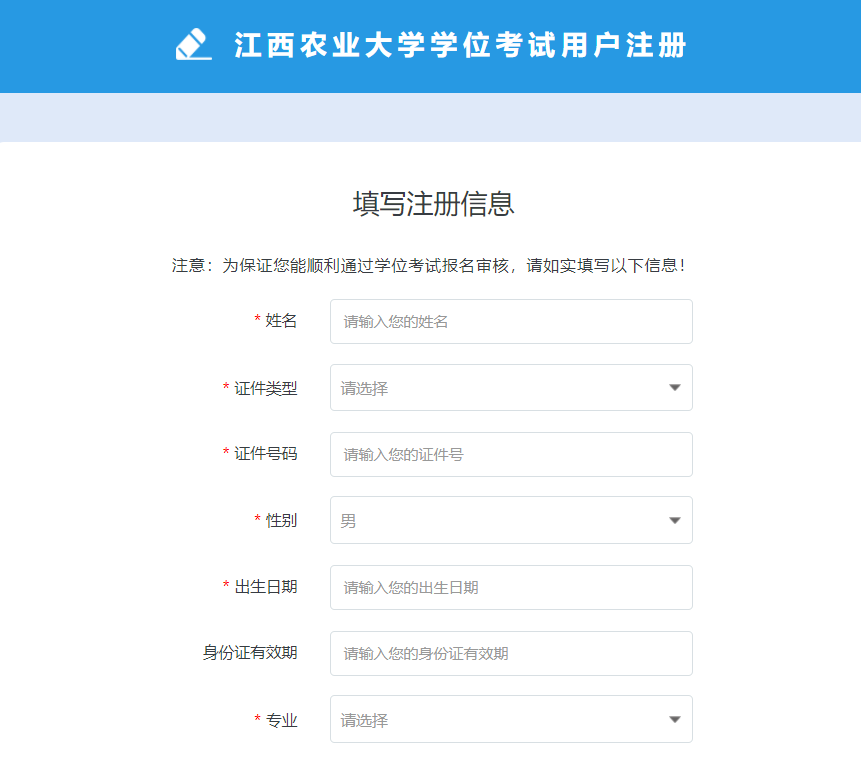 江西农业大学学位考试用户注册
填写注册信息
注意：为保证您能顺利通过学位考试报名审核，请如实填写以下信息！
* 姓名 请输入您的姓名
* 证件类型 请选择
* 证件号码 请输入您的证件号
* 性别 男
* 出生日期 请输入您的出生日期
身份证有效期 请输入您的身份证有效期
* 专业 请选择